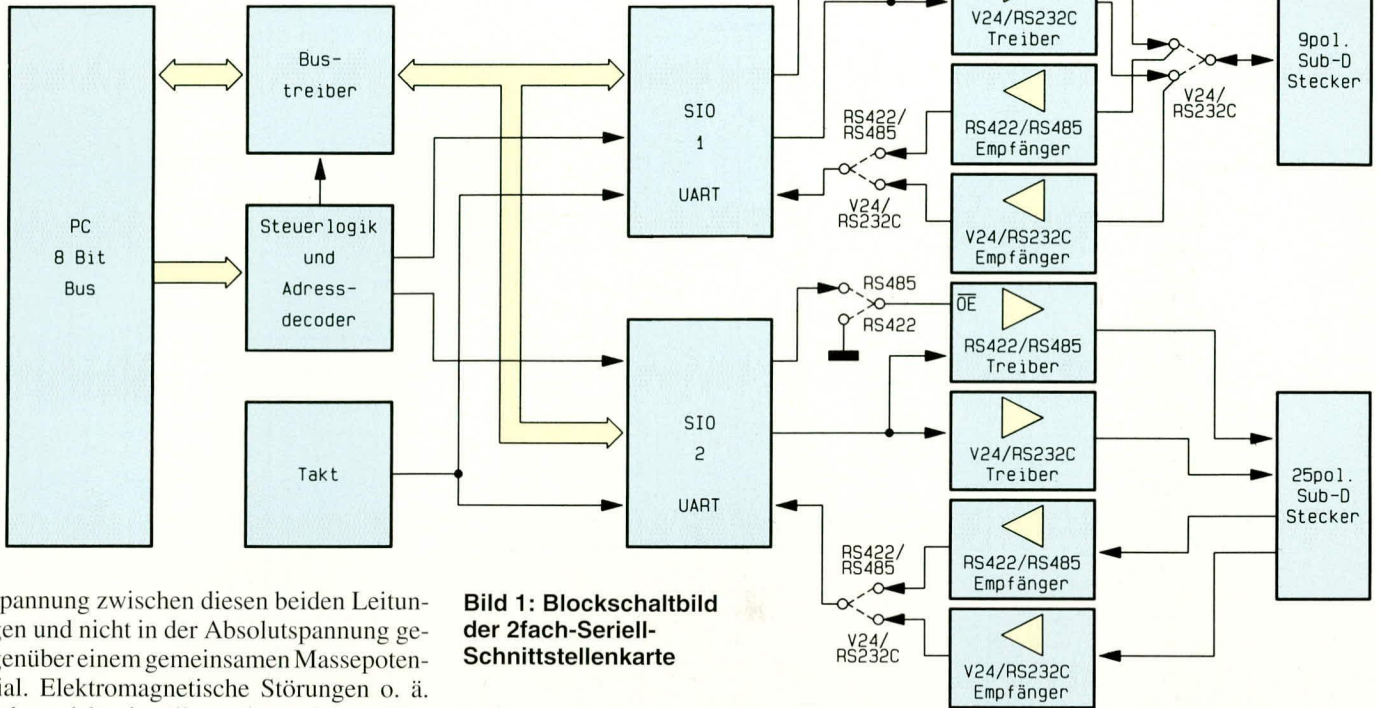 PC
8 Bit
Bus
Bus-
treiber
Steuerlogik
und
Adress-
decoder
Takt
SIO
1
UART
SIO
2
UART
RS422/
RS485
V24/
RS232C
RS485
RS422
RS422/
RS485
V24/
RS232C
V24/RS232C
Treiber
RS422/RS485
Empfänger
V24/RS232C
Empfänger
OE
RS422/RS485
Treiber
V24/RS232C
Treiber
RS422/RS485
Empfänger
V24/RS232C
Empfänger
V24/
RS232C
9pol.
Sub-D
Stecker
25pol.
Sub-D
Stecker
pannung zwischen diesen beiden Leitun-
gen und nicht in der Absolutspannung ge-
genüber einem gemeinsamen Massepoten-
ial. Elektromagnetische Störungen o. ä.
Bild 1: Blockschaltbild
der 2fach-Seriell-
Schnittstellenkarte